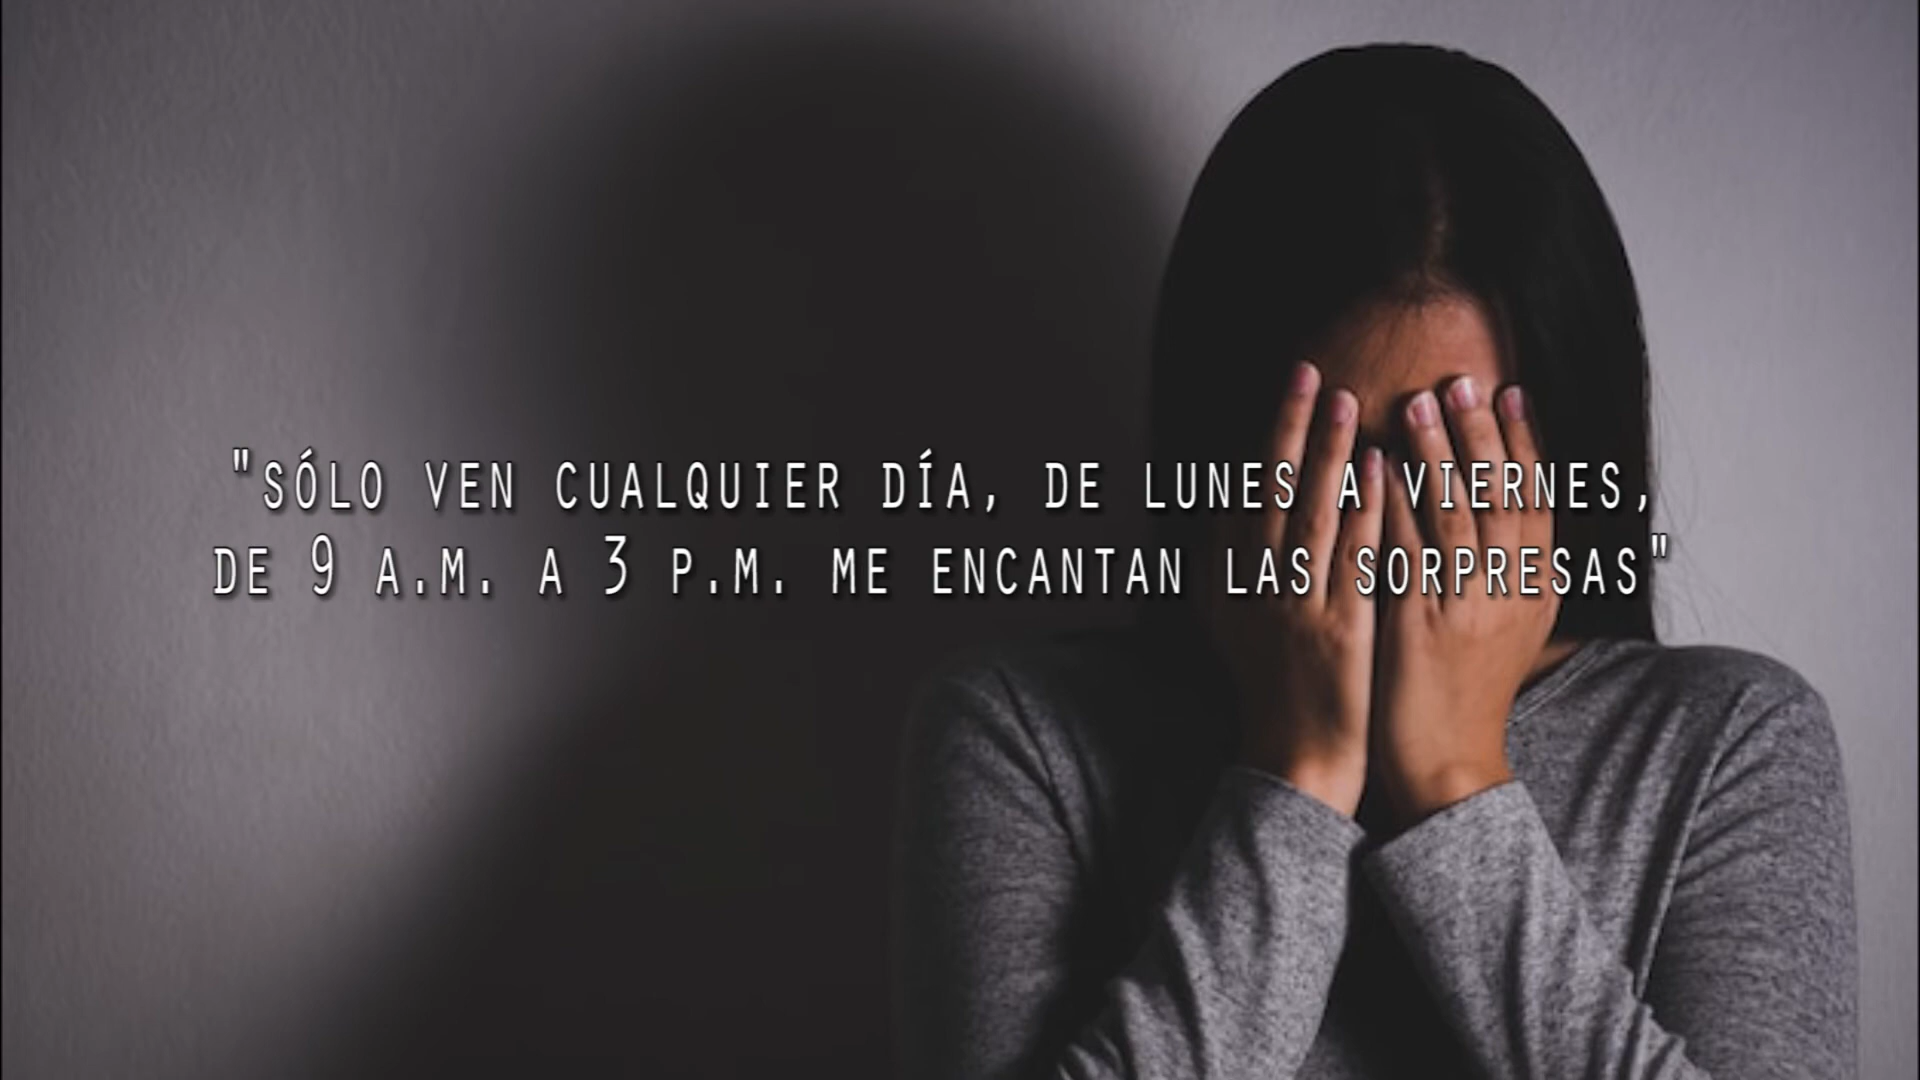 "SÓLO VEN CUALQUIER DÍA, DE LUNES A VIERNES,
DE 9 A.M. A 3 P.M. ME ENCANTAN LAS SORPRESAS"